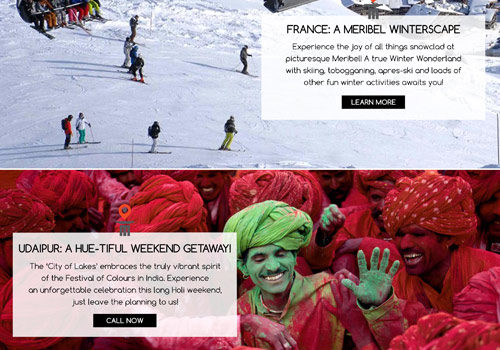 FRANCE: A MERIBEL WINTERSCAPE
Experience the joy of all things snowclad at
picturesque Meribel! A true Winter Wonderland
with skiing, tobogganing, apres-ski and loads of
other fun winter activities awaits you!
LEARN MORE
UDAIPUR: A HUE-TIFUL WEEKEND GETAWAY!
The 'City of Lakes' embraces the truly vibrant spirit
of the Festival of Colours in India. Experience
an unforgettable celebration this long Holi weekend,
just leave the planning to us!
CALL NOW